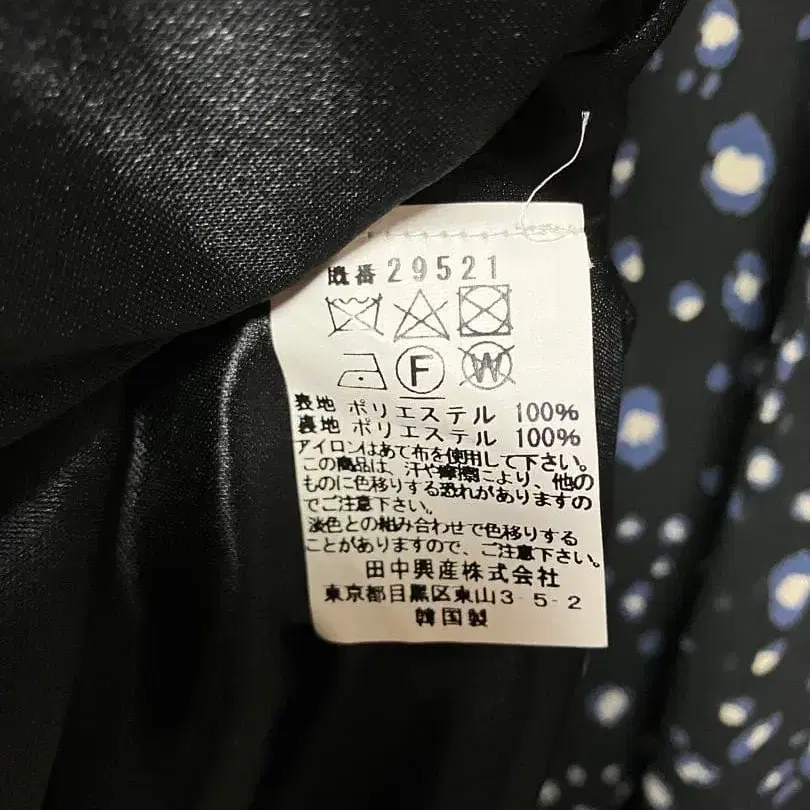 既番29521
F W
表地 ポリエステル 100%
裏地 ポリエステル 100%
アイロンはあて布を使用して下さい。
この商品は、汗や摩擦により、他の
ものに色移りする恐れがありますの
でご注意下さい。
淡色との組み合わせで色移りする
ことがありますので、ご注意下さい。
田中興産株式会社
東京都目黒区東山3-5-2
韓国製